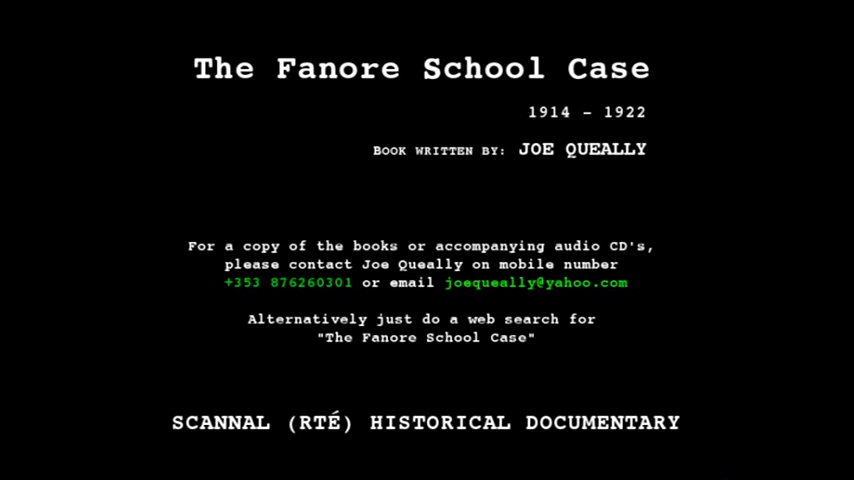 The Fanore School Case
1914 – 1922
BOOK WRITTEN BY: JOE QUEALLY
For a copy of the books or accompanying audio CD's,
please contact Joe Queally on mobile number
+353 876260301 or email joequeally@yahoo.com
Alternatively just do a web search for
"The Fanore School Case"
SCANNAL (RTÉ) HISTORICAL DOCUMENTARY